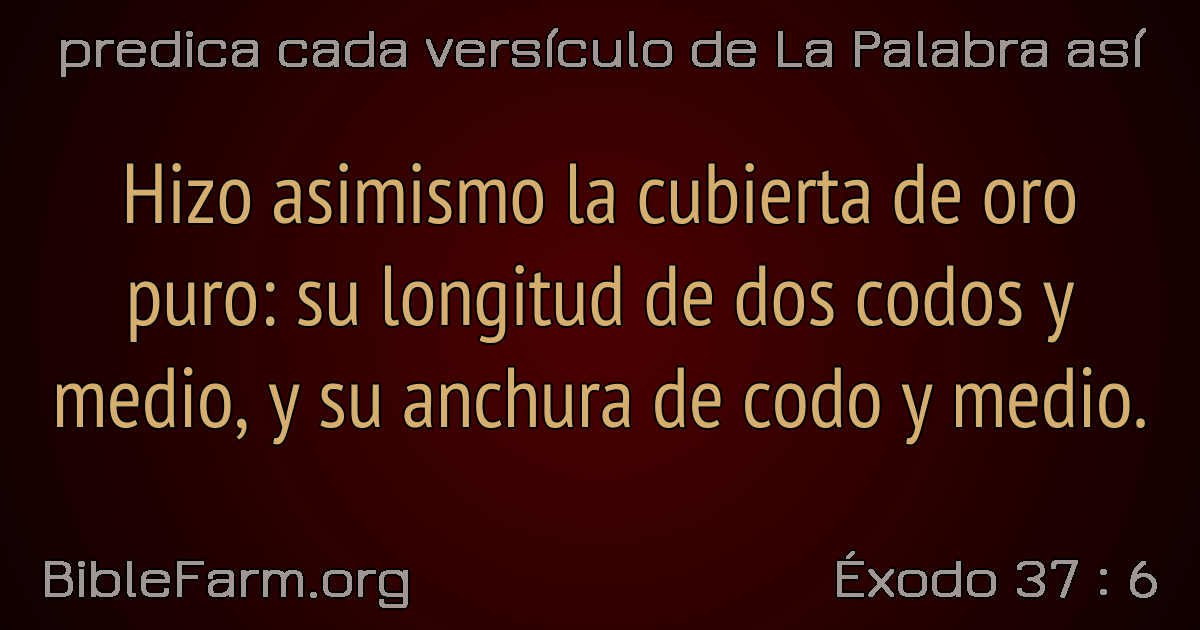 predica cada versículo de La Palabra así
Hizo asimismo la cubierta de oro
puro: su longitud de dos codos y
medio, y su anchura de codo y medio.
BibleFarm.org
Éxodo 37 : 6